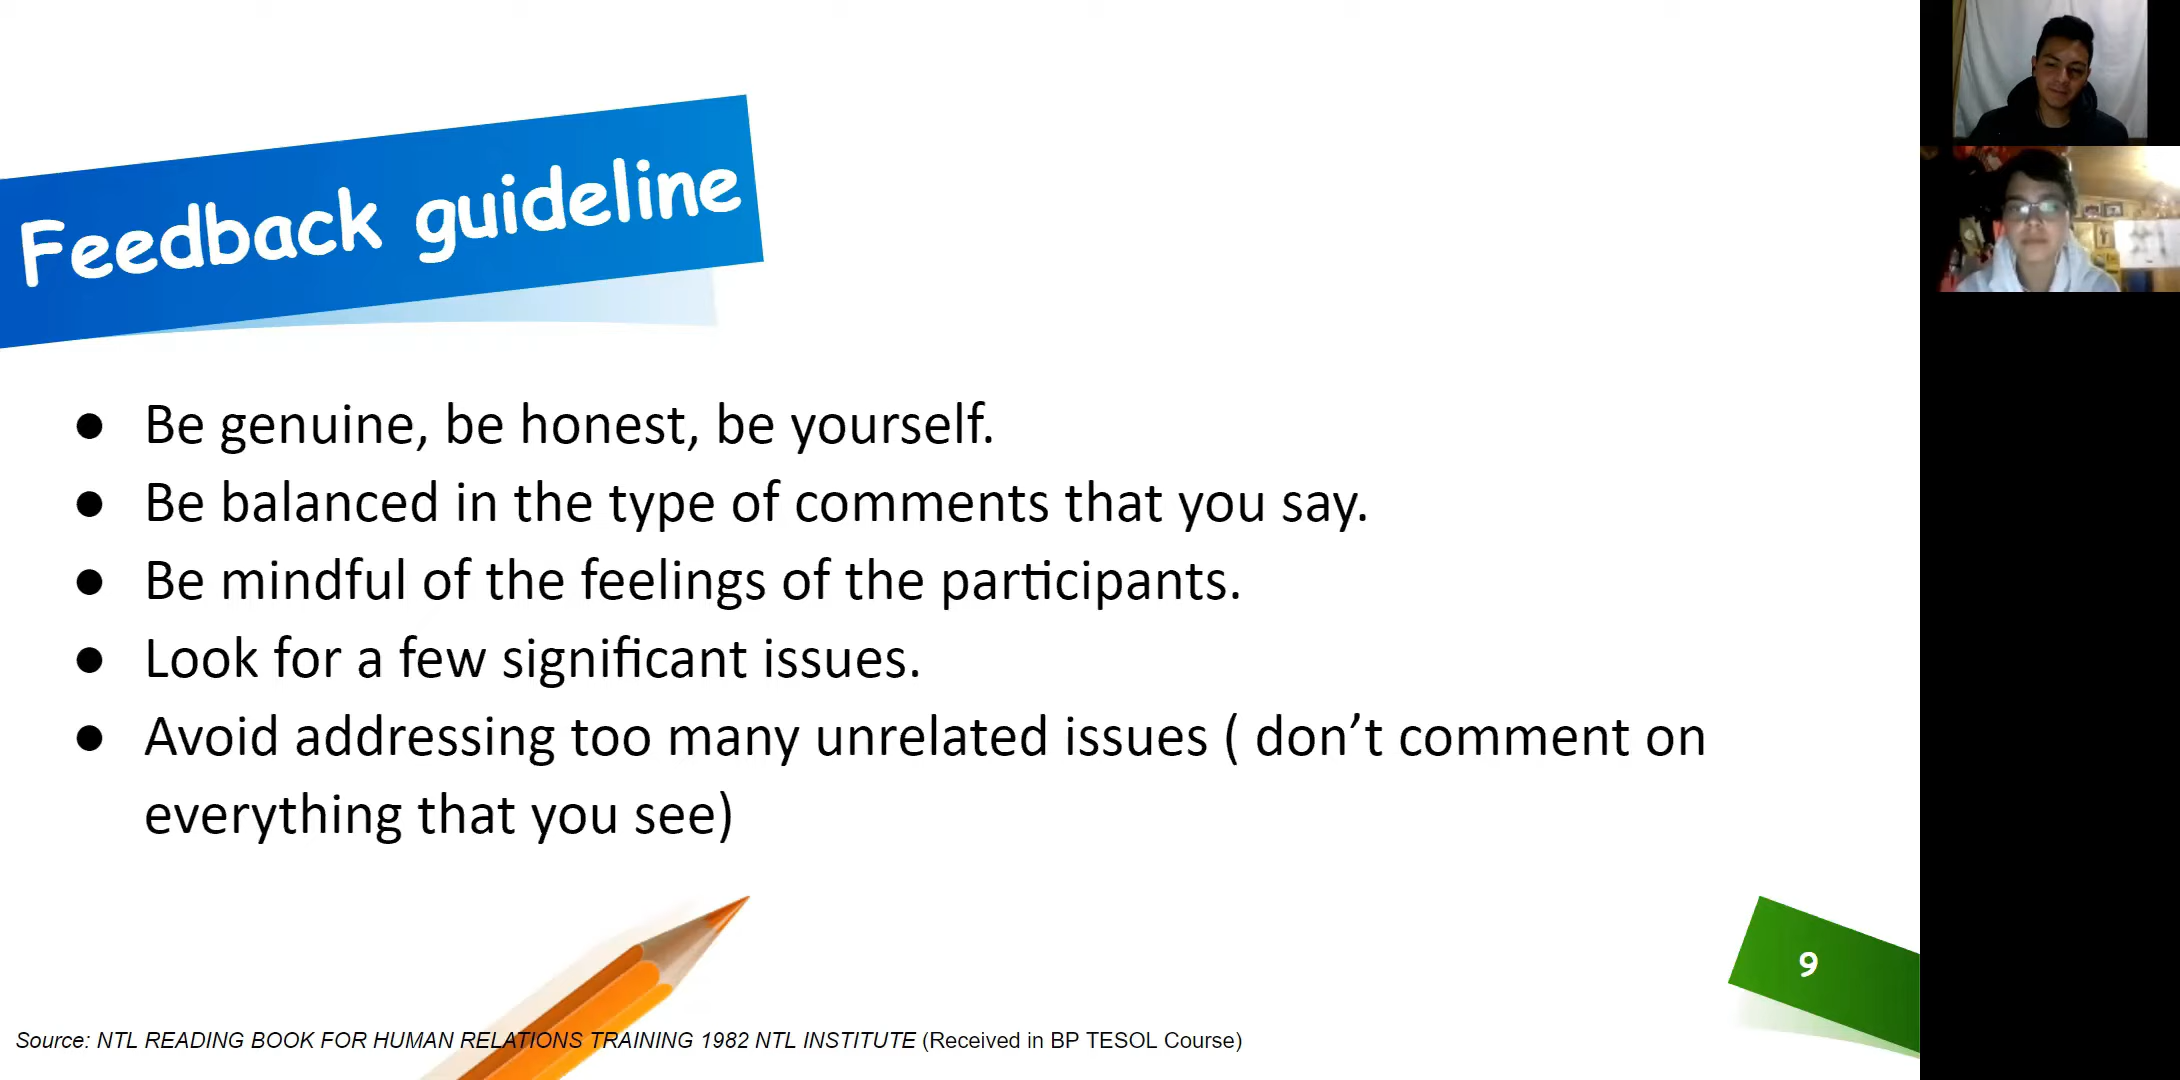 Feedback guideline
● Be genuine, be honest, be yourself.
● Be balanced in the type of comments that you say.
● Be mindful of the feelings of the participants.
● Look for a few significant issues.
● Avoid addressing too many unrelated issues ( don’t comment on
everything that you see)
9
Source: NTL READING BOOK FOR HUMAN RELATIONS TRAINING 1982 NTL INSTITUTE (Received in BP TESOL Course)